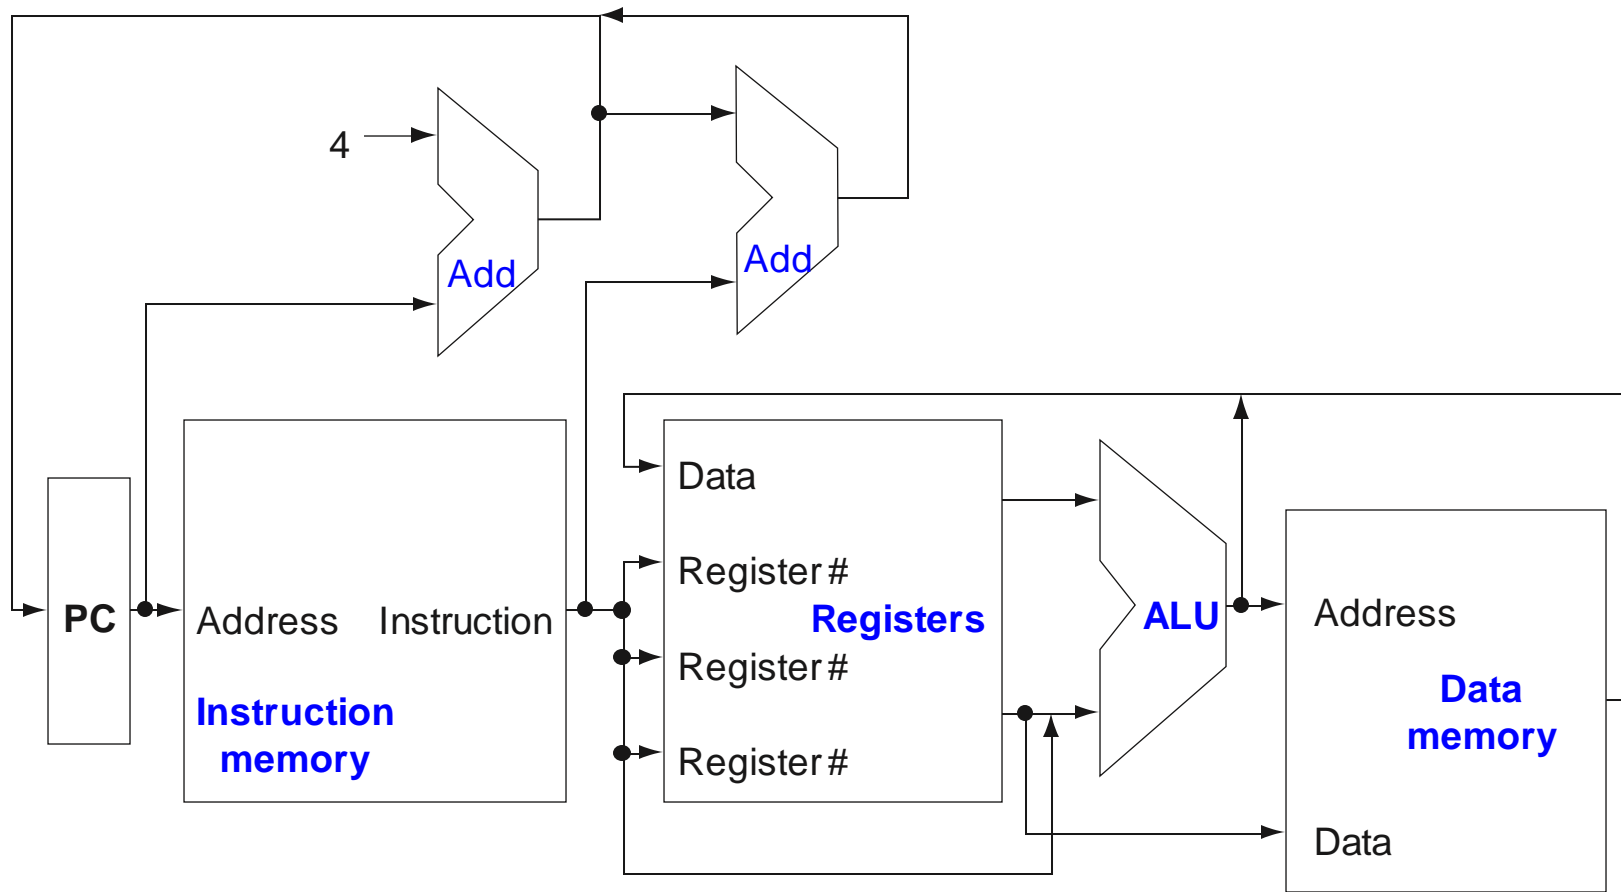 4
Add
Add
Data
Register #
Register #
Register #
Registers
PC
Address
Instruction
Instruction
memory
ALU
Address
Data
memory
Data